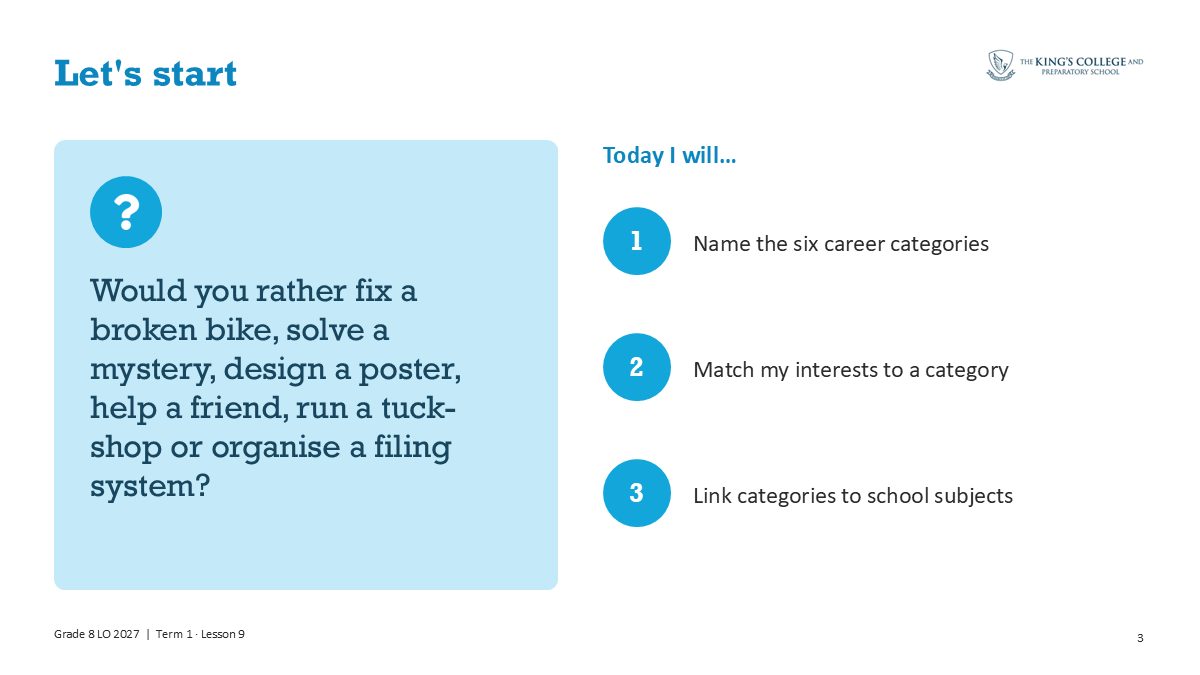 Let's start
THE KING'S COLLEGE AND
PREPARATORY SCHOOL
?
Would you rather fix a
broken bike, solve a
mystery, design a poster,
help a friend, run a tuck-
shop or organise a filing
system?
Today I will...
1
Name the six career categories
2
Match my interests to a category
3
Link categories to school subjects
Grade 8 LO 2027 | Term 1 · Lesson 9
3